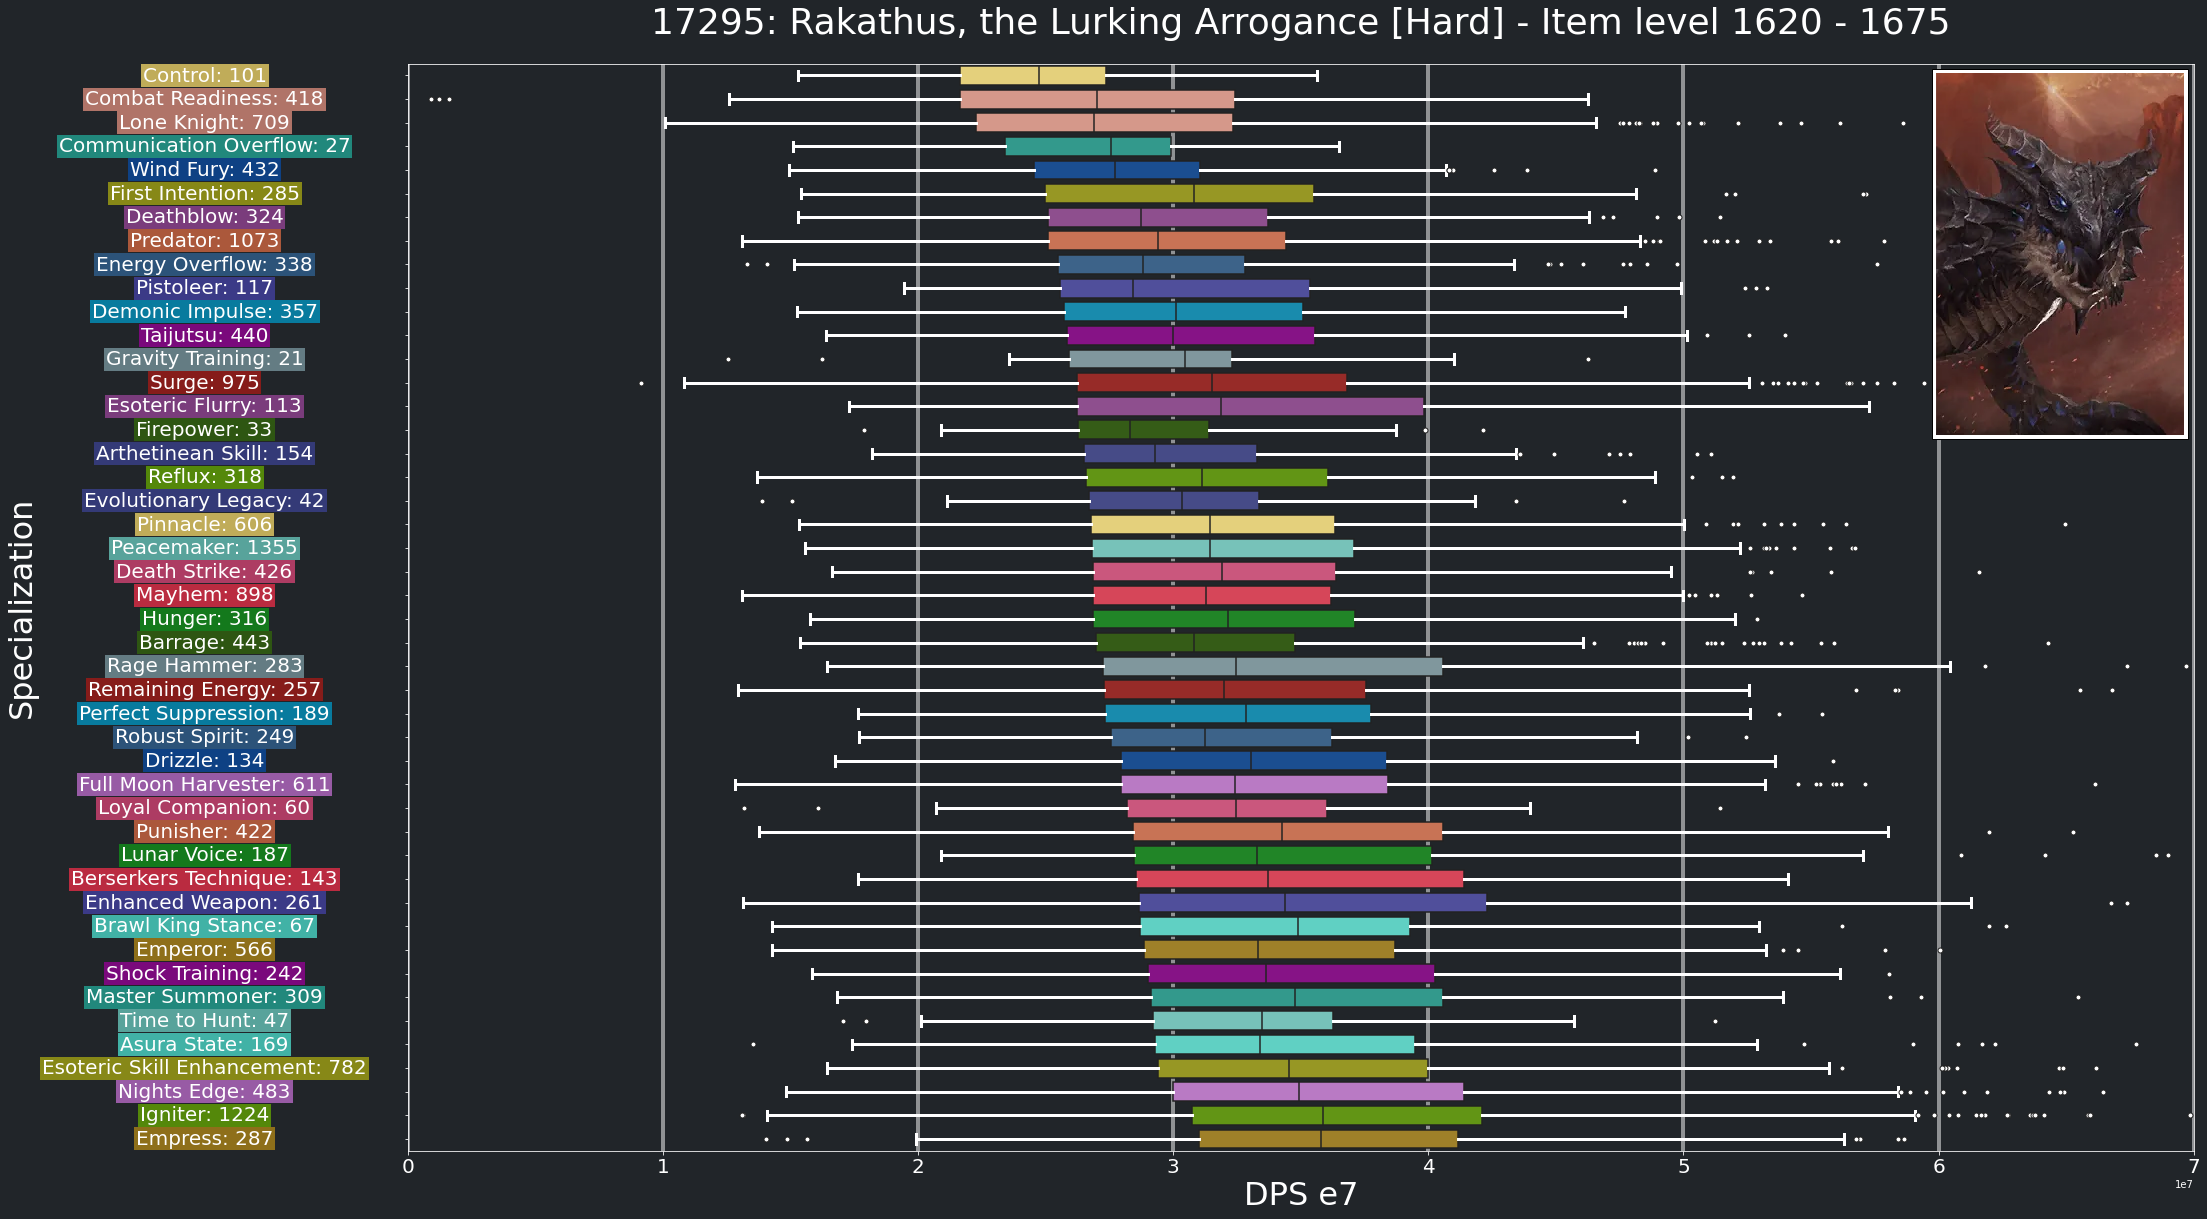 17295: Rakathus, the Lurking Arrogance [Hard] - Item level 1620 - 1675
Specialization
Control: 101
Combat Readiness: 418
Lone Knight: 709
Communication Overflow: 27
Wind Fury: 432
First Intention: 285
Deathblow: 324
Predator: 1073
Energy Overflow: 338
Pistoleer: 117
Demonic Impulse: 357
Taijutsu: 440
Gravity Training: 21
Surge: 975
Esoteric Flurry: 113
Firepower: 33
Arthetinean Skill: 154
Reflux: 318
Evolutionary Legacy: 42
Pinnacle: 606
Peacemaker: 1355
Death Strike: 426
Mayhem: 898
Hunger: 316
Barrage: 443
Rage Hammer: 283
Remaining Energy: 257
Perfect Suppression: 189
Robust Spirit: 249
Drizzle: 134
Full Moon Harvester: 611
Loyal Companion: 60
Punisher: 422
Lunar Voice: 187
Berserkers Technique: 143
Enhanced Weapon: 261
Brawl King Stance: 67
Emperor: 566
Shock Training: 242
Master Summoner: 309
Time to Hunt: 47
Asura State: 169
Esoteric Skill Enhancement: 782
Nights Edge: 483
Igniter: 1224
Empress: 287
0 1 2 3 4 5 6 7
1e7
DPS e7